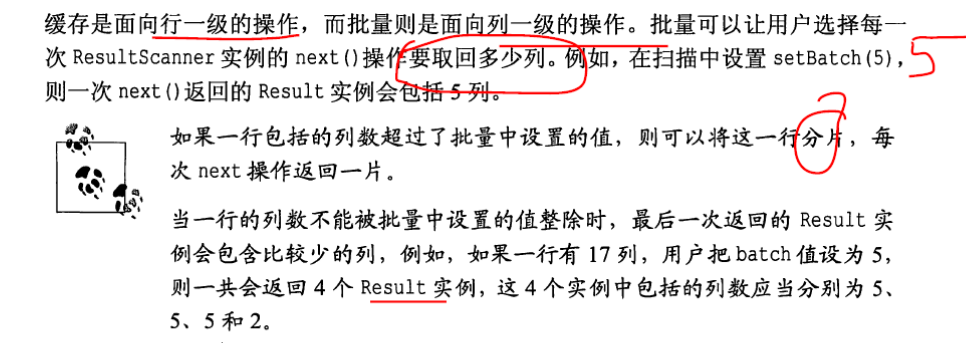 缓存是面向行一级的操作，而批量则是面向列一级的操作。批量可以让用户选择每一
次 ResultScanner 实例的 next()操作要取回多少列。例如，在扫描中设置 setBatch(5)，
5
则一次 next()返回的 Result 实例会包括 5 列。
如果一行包括的列数超过了批量中设置的值，则可以将这一行分片，每
次 next 操作返回一片。
当一行的列数不能被批量中设置的值整除时，最后一次返回的 Result 实
例会包含比较少的列，例如，如果一行有 17 列，用户把 batch 值设为 5，
则一共会返回 4 个 Result 实例，这 4 个实例中包括的列数应当分别为 5、
5、5 和 2。